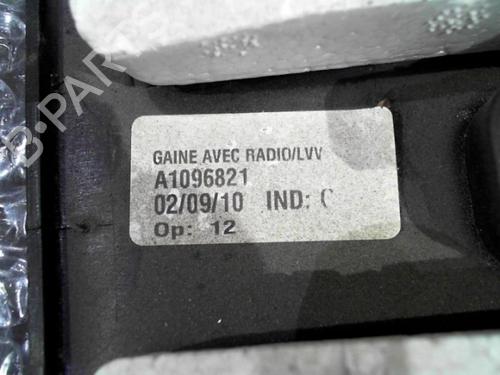 GAINE AVEC RADIO/LVV
A1096821
02/09/10 IND:
Op: 12
B-PARTS